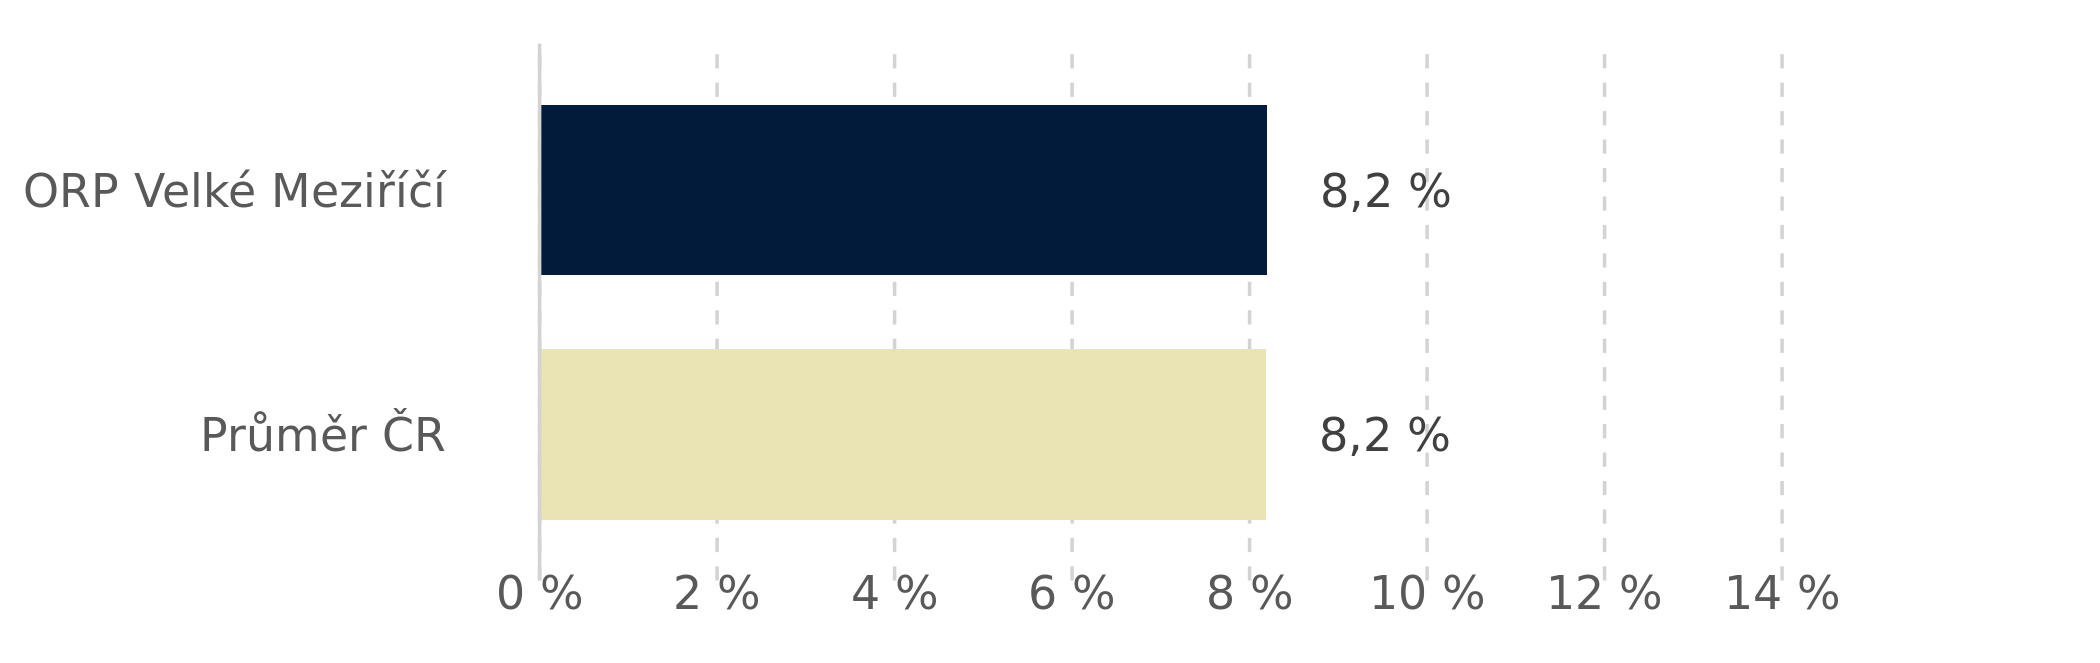 ORP Velké Meziříčí
8,2 %
Průměr ČR
8,2 %
0 % 2 % 4 % 6 % 8 % 10 % 12 % 14 %